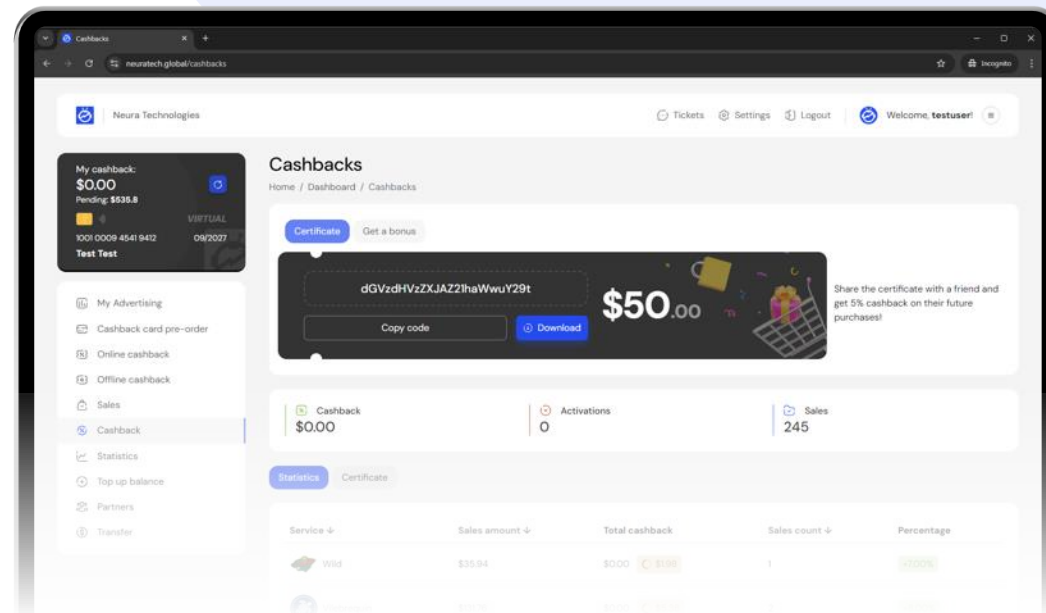 Cashbacks
neuratech.global/cashbacks
Incognito
Neura Technologies
Tickets
Settings
Logout
Welcome, testuser!
My cashback:
$0.00
Pending: $535.8
VIRTUAL
1001 0009 4541 9412
09/2027
Test Test
My Advertising
Cashback card pre-order
Online cashback
Offline cashback
Sales
Cashback
Statistics
Top up balance
Partners
Transfer
Cashbacks
Home / Dashboard / Cashbacks
Certificate
Get a bonus
dGVzdHVzZXJAZ21haWwuY29t
Copy code
Download
$50.00
Share the certificate with a friend and
get 5% cashback on their future
purchases!
Cashback
$0.00
Activations
0
Sales
245
Statistics
Certificate
Service
Sales amount
Total cashback
Sales count
Percentage
Wild
$35.94
$0.00
1